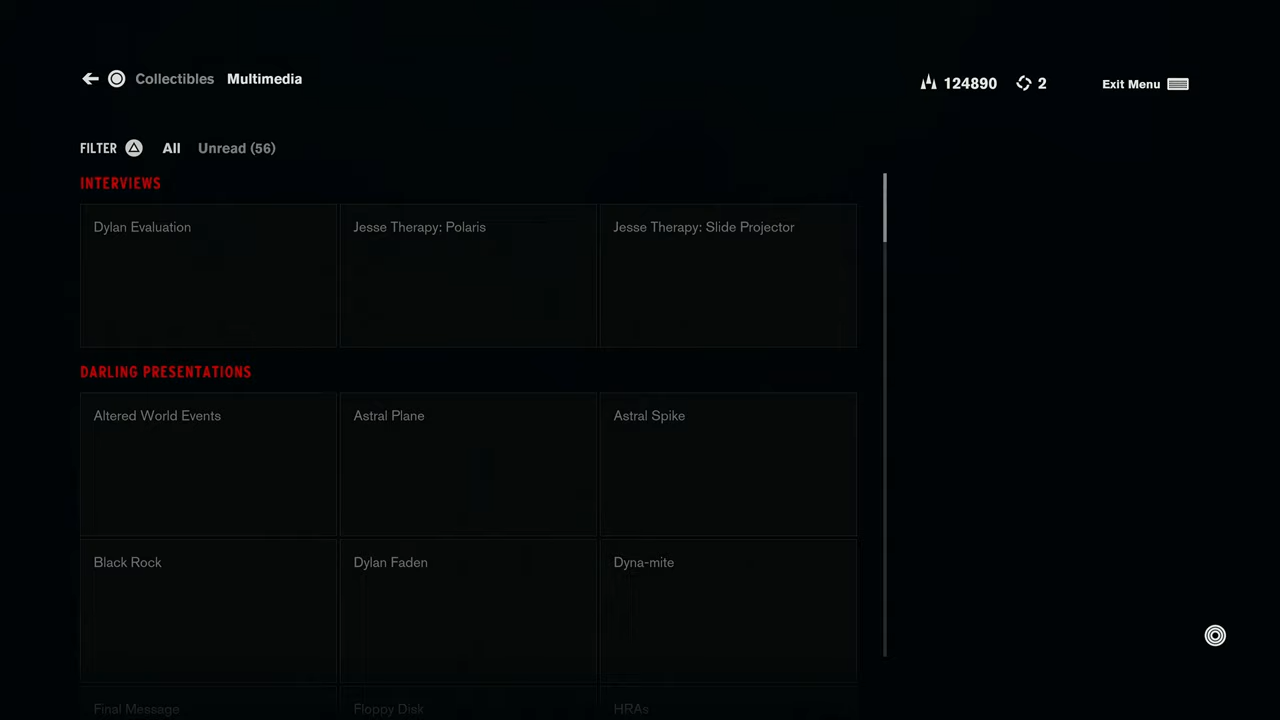 Collectibles Multimedia
124890 2 Exit Menu
FILTER All Unread (56)
INTERVIEWS
Dylan Evaluation Jesse Therapy: Polaris Jesse Therapy: Slide Projector
DARLING PRESENTATIONS
Altered World Events Astral Plane Astral Spike
Black Rock Dylan Faden Dyna-mite
Final Message Floppy Disk HRAs